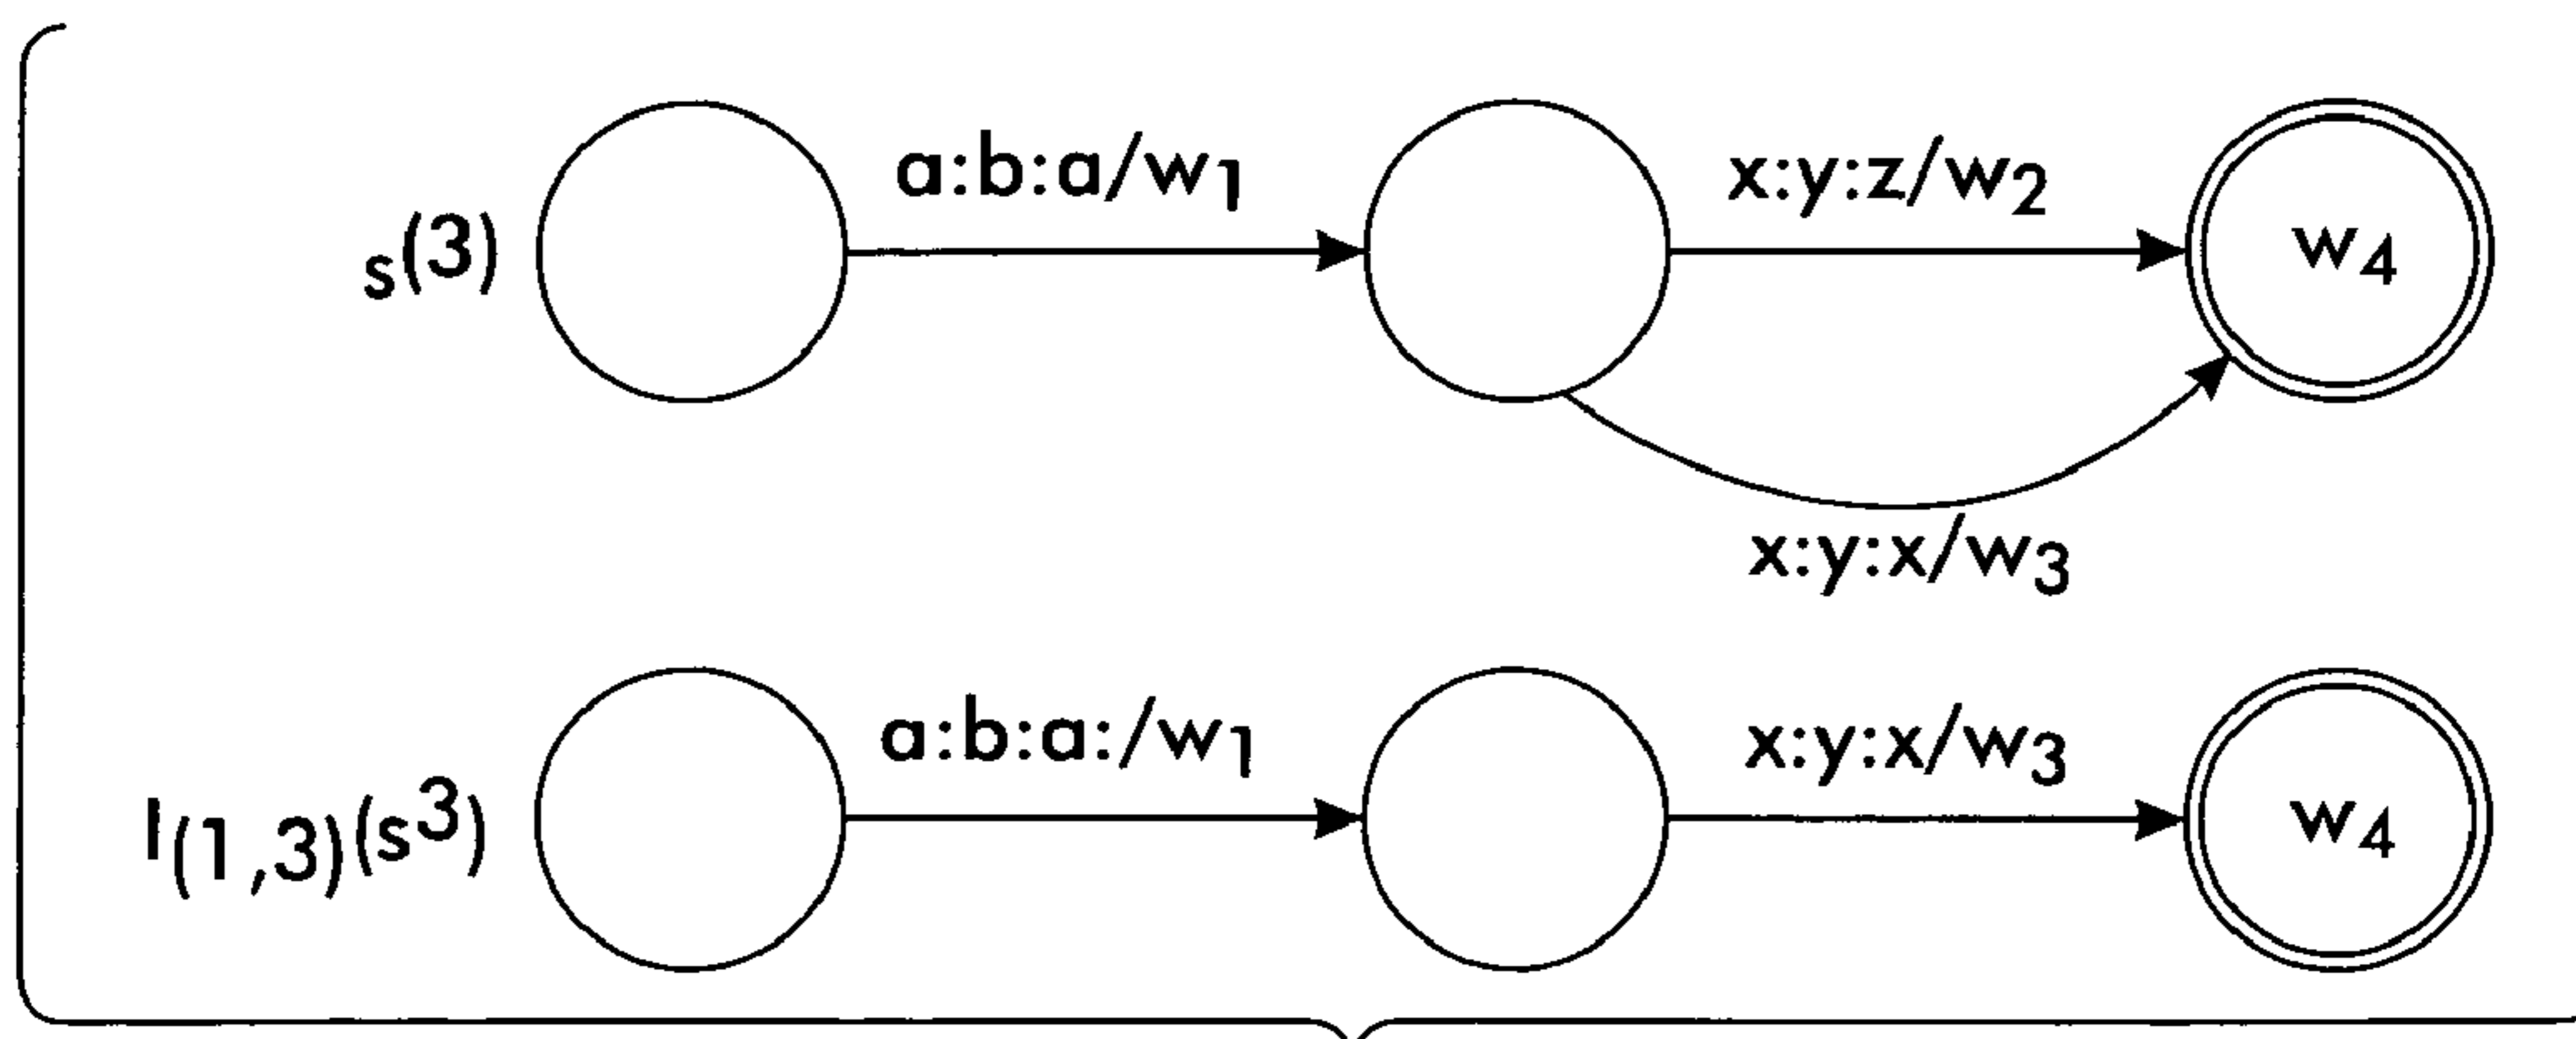 s(3) a:b:a/w1 x:y:z/w2 w4
x:y:x/w3
I(1,3)(s3) a:b:a:/w1 x:y:x/w3 w4